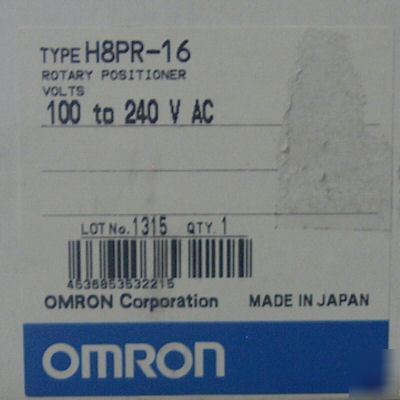 TYPE H8PR-16
ROTARY POSITIONER
VOLTS
100 to 240 V AC
LOT No. 1315 QTY. 1
4536853532215
OMRON Corporation MADE IN JAPAN
OMRON